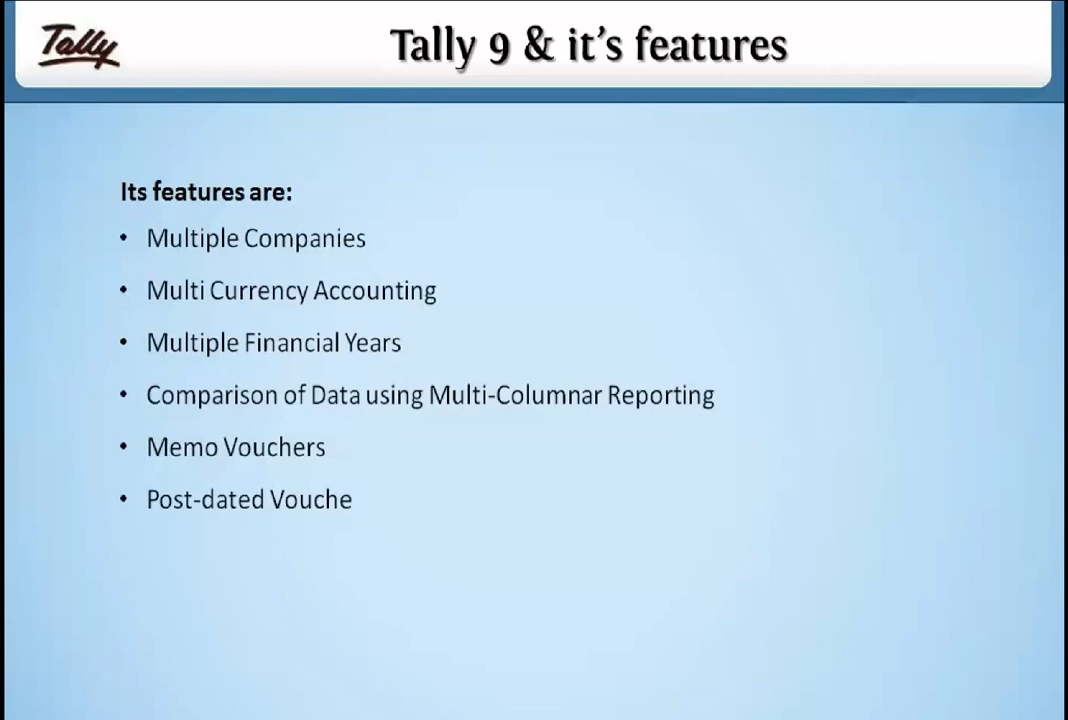 Tally
Tally 9 & it's features
Its features are:
• Multiple Companies
• Multi Currency Accounting
• Multiple Financial Years
• Comparison of Data using Multi-Columnar Reporting
• Memo Vouchers
• Post-dated Vouche